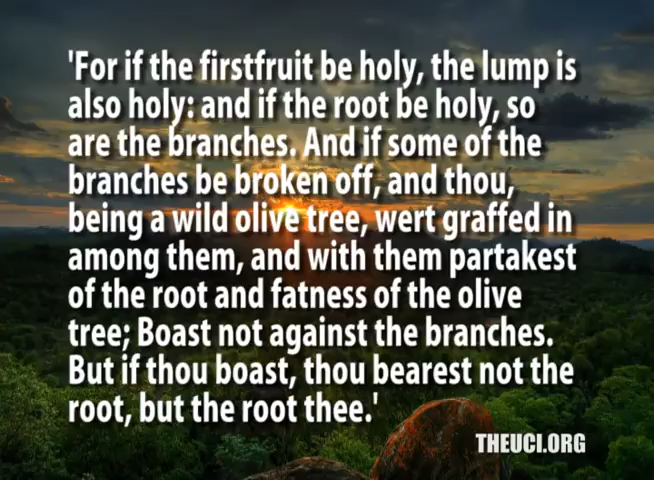 'For if the firstfruit be holy, the lump is
also holy: and if the root be holy, so
are the branches. And if some of the
branches be broken off, and thou,
being a wild olive tree, wert graffed in
among them, and with them partakest
of the root and fatness of the olive
tree; Boast not against the branches.
But if thou boast, thou bearest not the
root, but the root thee.'
THEUCI.ORG